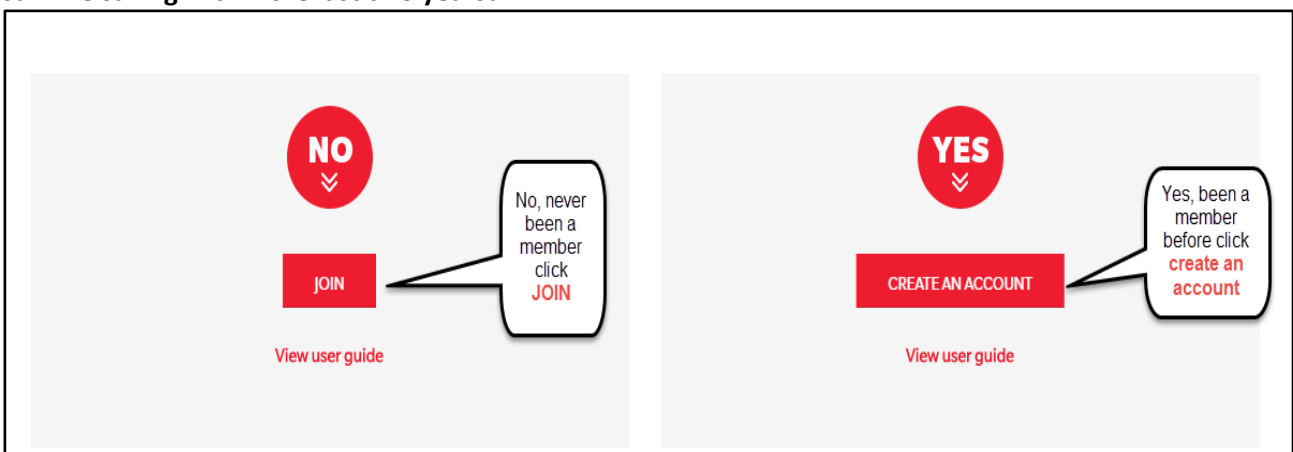 NO
No, never
been a
member
click
JOIN
JOIN
View user guide
YES
Yes, been a
member
before click
create an
account
CREATE AN ACCOUNT
View user guide